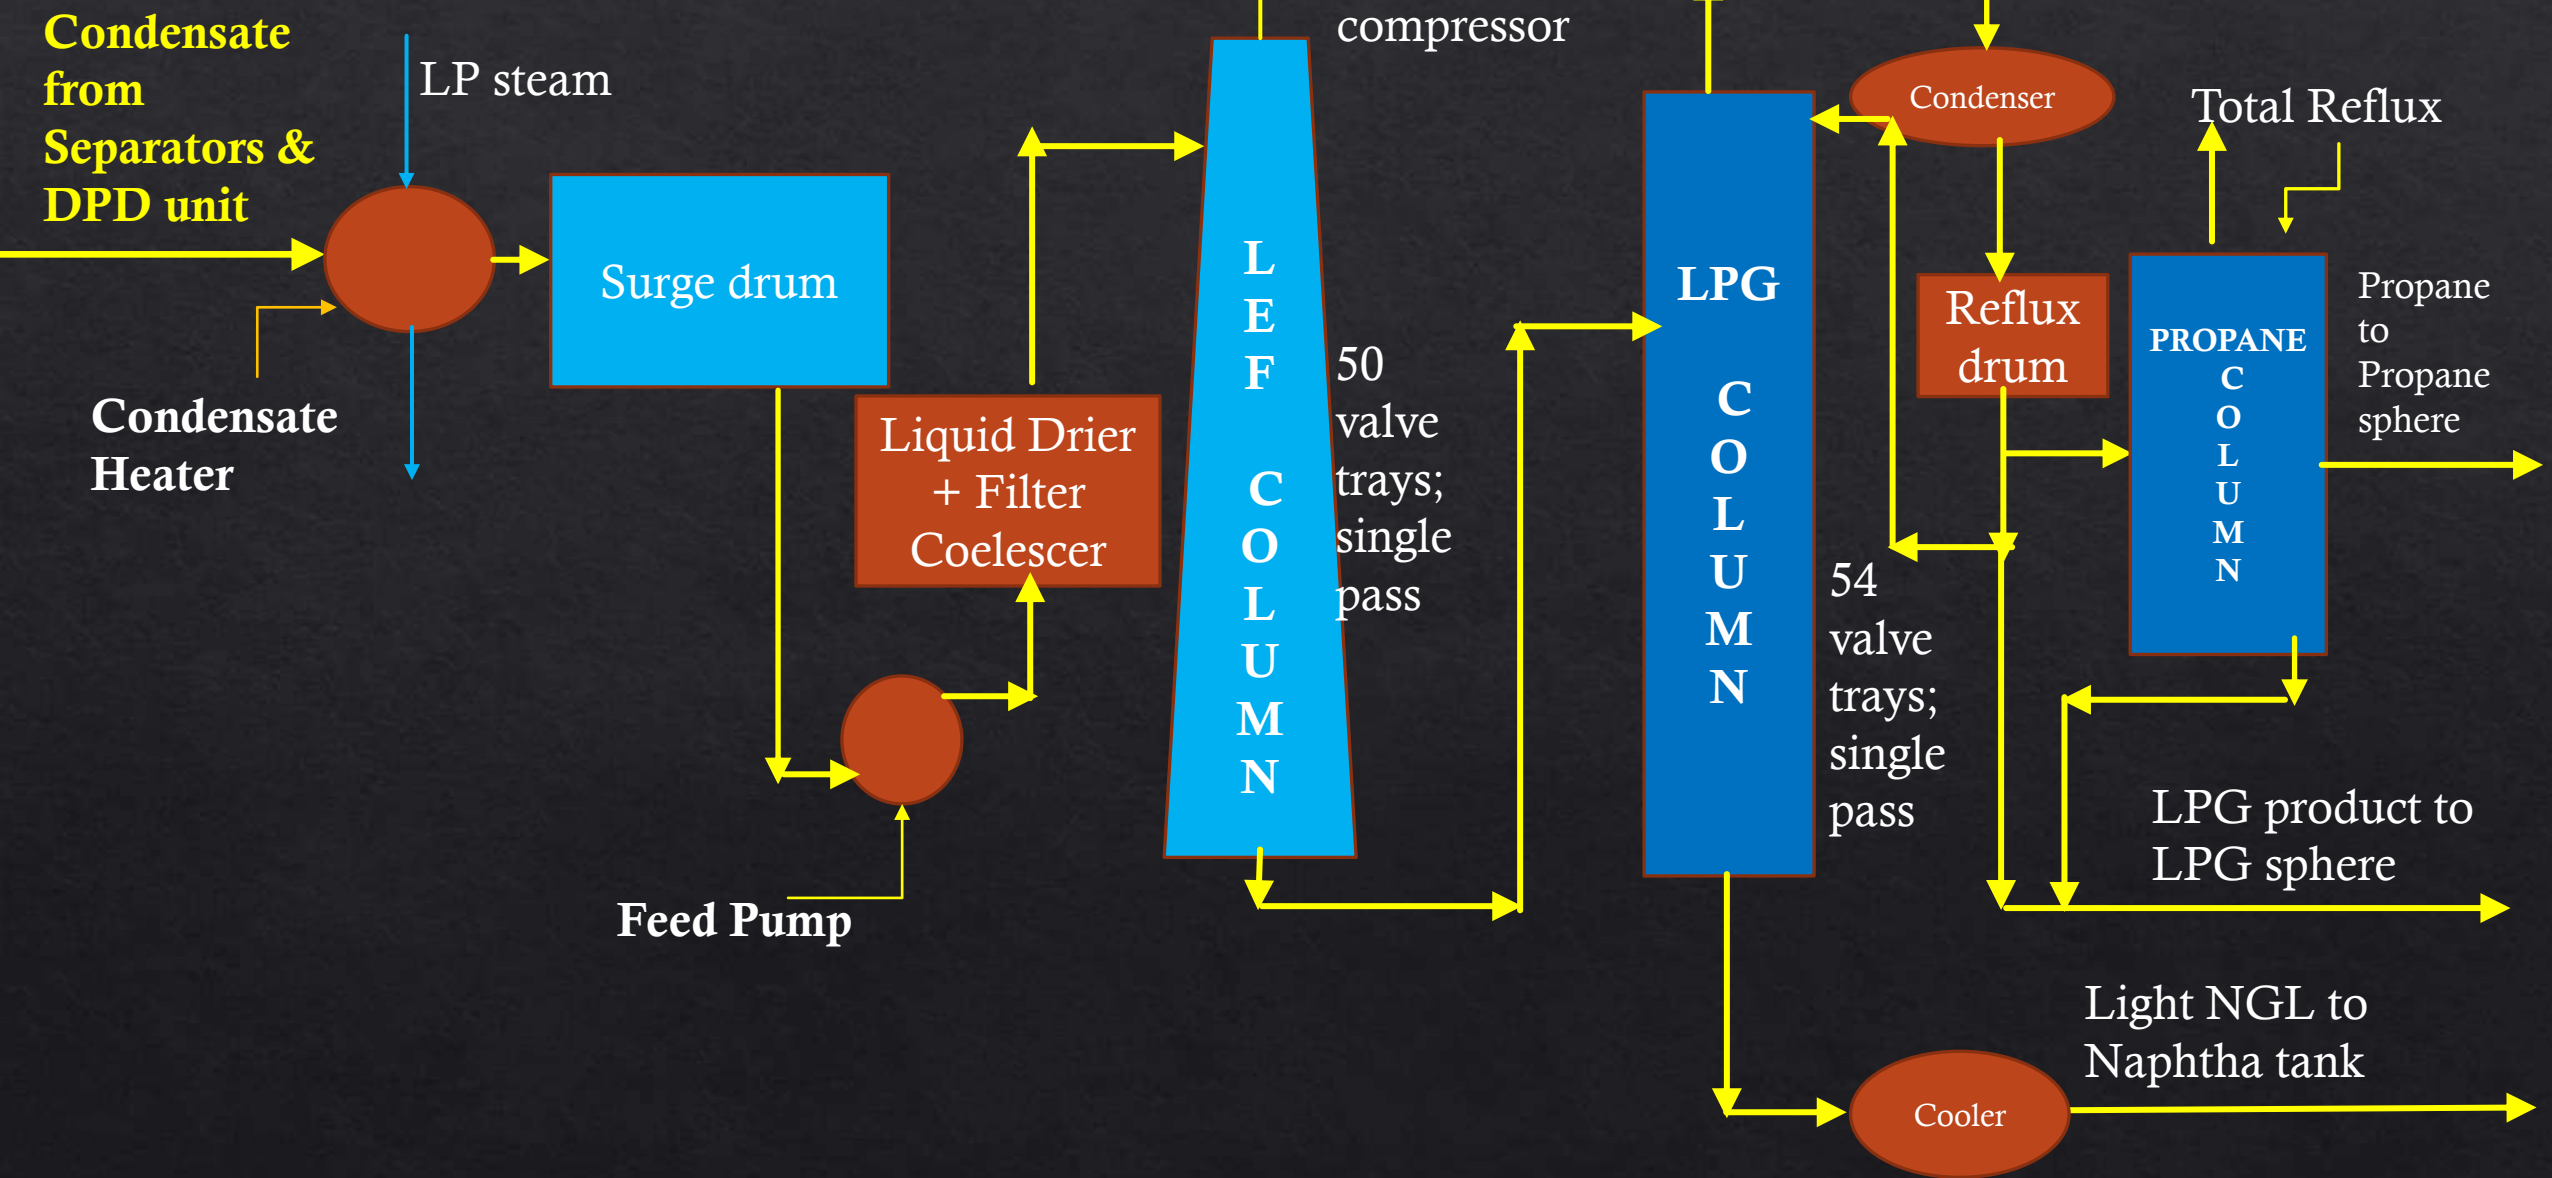 Condensate
from
Separators &
DPD unit
LP steam
Condensate
Heater
Surge drum
Liquid Drier
+ Filter
Coelescer
Feed Pump
compressor
L
E
F
C
O
L
U
M
N
50
valve
trays;
single
pass
LPG
C
O
L
U
M
N
54
valve
trays;
single
pass
Condenser
Reflux
drum
Total Reflux
PROPANE
C
O
L
U
M
N
Propane
to
Propane
sphere
LPG product to
LPG sphere
Light NGL to
Naphtha tank
Cooler